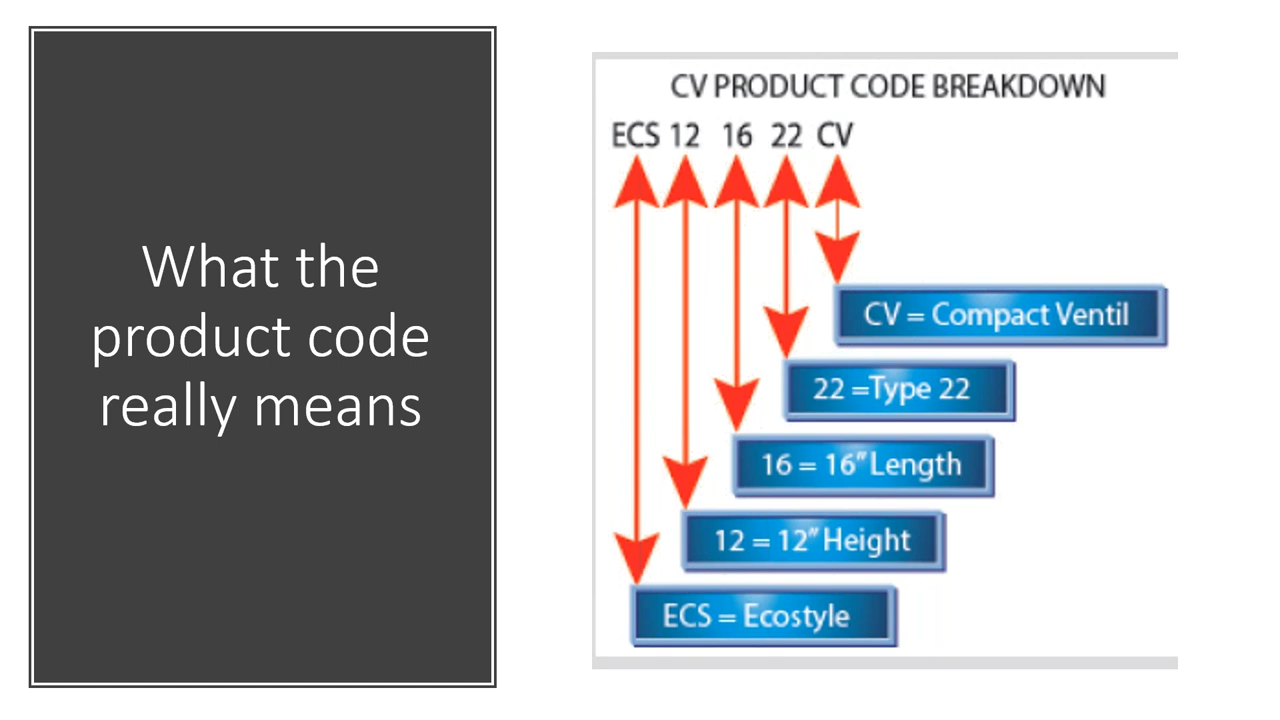 What the
product code
really means
CV PRODUCT CODE BREAKDOWN
ECS 12 16 22 CV
CV = Compact Ventil
22 =Type 22
16 = 16" Length
12 = 12" Height
ECS = Ecostyle